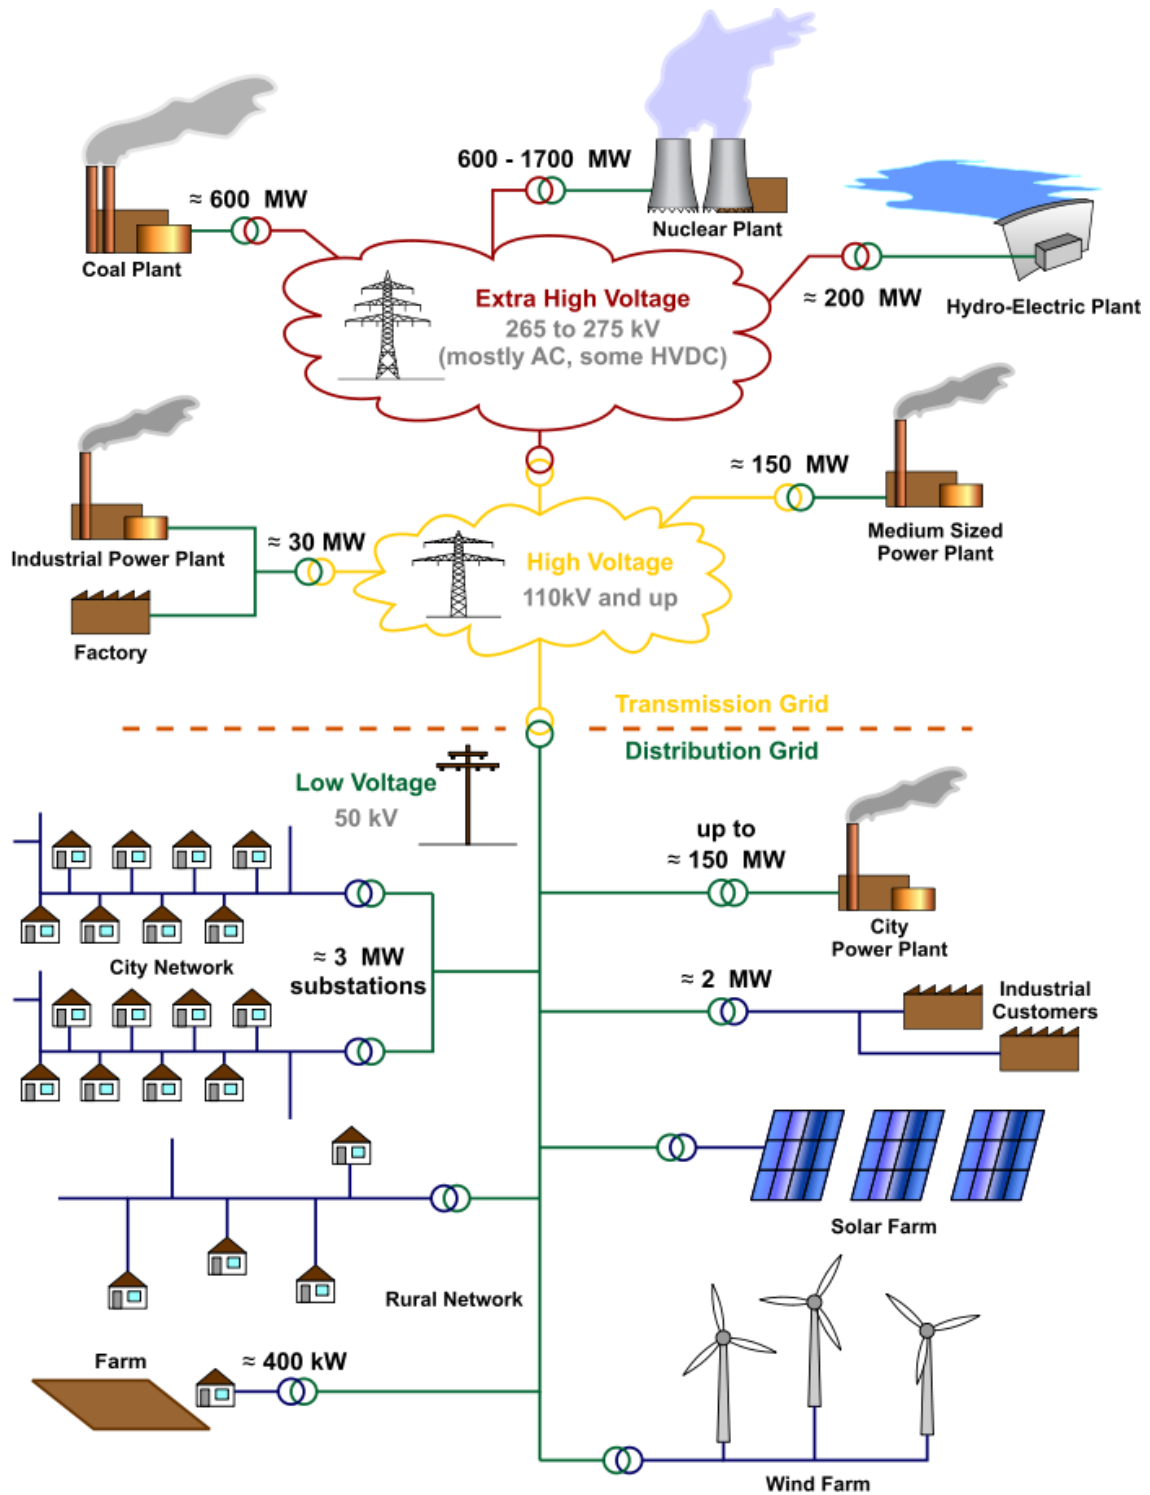 600 - 1700 MW
≈ 600 MW
Nuclear Plant
Coal Plant
≈ 200 MW
Hydro-Electric Plant
Extra High Voltage
265 to 275 kV
(mostly AC, some HVDC)
≈ 150 MW
Medium Sized
Power Plant
Industrial Power Plant
≈ 30 MW
High Voltage
110kV and up
Factory
Transmission Grid
Distribution Grid
Low Voltage
50 kV
up to
≈ 150 MW
City
Power Plant
City Network
≈ 3 MW
substations
≈ 2 MW
Industrial
Customers
Solar Farm
Rural Network
Farm
≈ 400 kW
Wind Farm